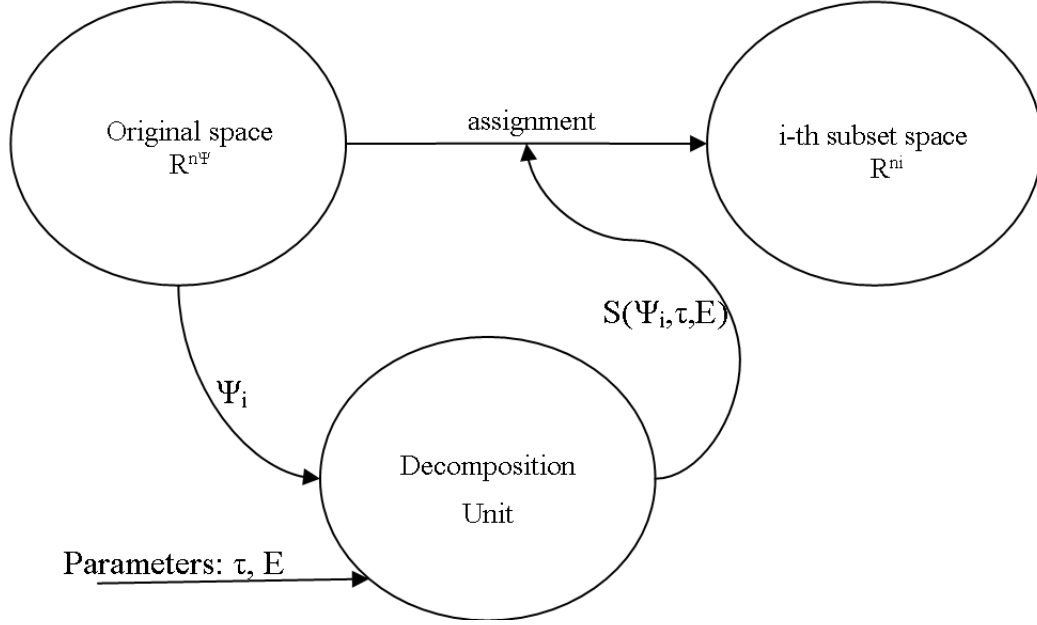 Original space
R^nΨ
assignment
i-th subset space
R^ni
S(Ψi,τ,E)
Ψi
Decomposition
Unit
Parameters: τ, E